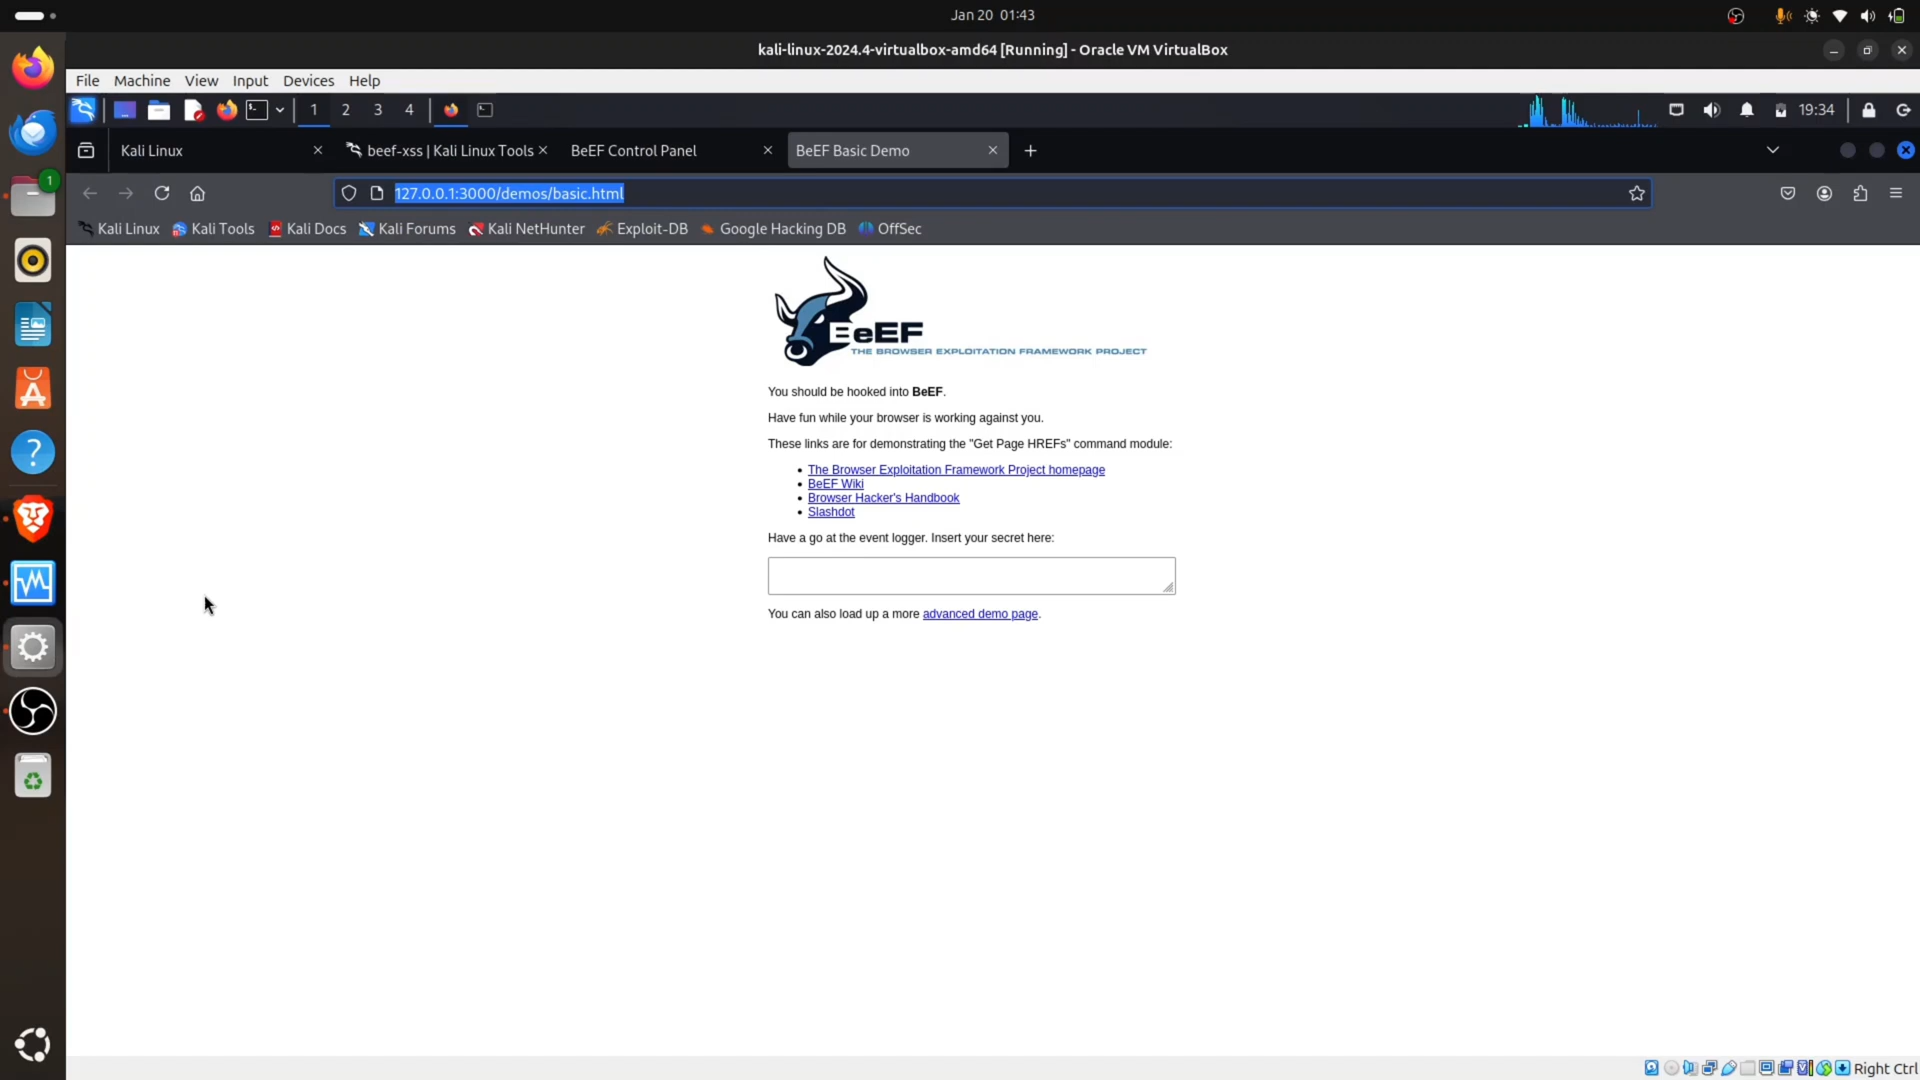 Jan 20 01:43
kali-linux-2024.4-virtualbox-amd64 [Running] - Oracle VM VirtualBox
File Machine View Input Devices Help
1 2 3 4 19:34
Kali Linux beef-xss | Kali Linux Tools BeEF Control Panel BeEF Basic Demo
127.0.0.1:3000/demos/basic.html
Kali Linux Kali Tools Kali Docs Kali Forums Kali NetHunter Exploit-DB Google Hacking DB OffSec
BeEF
THE BROWSER EXPLOITATION FRAMEWORK PROJECT
You should be hooked into BeEF.
Have fun while your browser is working against you.
These links are for demonstrating the "Get Page HREFs" command module:
The Browser Exploitation Framework Project homepage
BeEF Wiki
Browser Hacker's Handbook
Slashdot
Have a go at the event logger. Insert your secret here:
You can also load up a more advanced demo page.
1
Right Ctrl